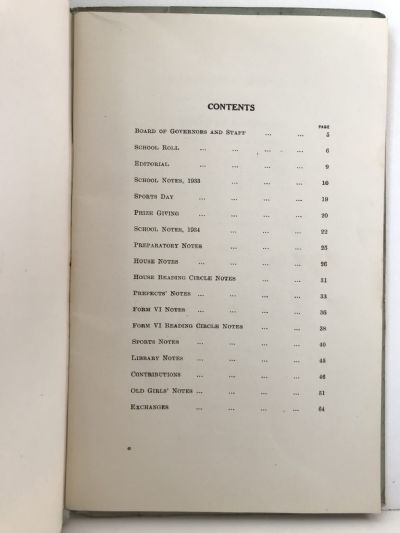 CONTENTS
PAGE
BOARD OF GOVERNORS AND STAFF ... ... 5
SCHOOL ROLL ... ... ... ... 6
EDITORIAL ... ... ... ... 9
SCHOOL NOTES, 1933 ... ... ... 10
SPORTS DAY ... ... ... ... 19
PRIZE GIVING ... ... ... ... 20
SCHOOL NOTES, 1934 ... ... ... 22
PREPARATORY NOTES ... ... ... 25
HOUSE NOTES ... ... ... ... 26
HOUSE READING CIRCLE NOTES ... ... 31
PREFECTS' NOTES ... ... ... ... 33
FORM VI NOTES ... ... ... ... 36
FORM VI READING CIRCLE NOTES ... ... 38
SPORTS NOTES ... ... ... ... 40
LIBRARY NOTES ... ... ... ... 45
CONTRIBUTIONS ... ... ... ... 46
OLD GIRLS' NOTES ... ... ... ... 51
EXCHANGES ... ... ... ... 64